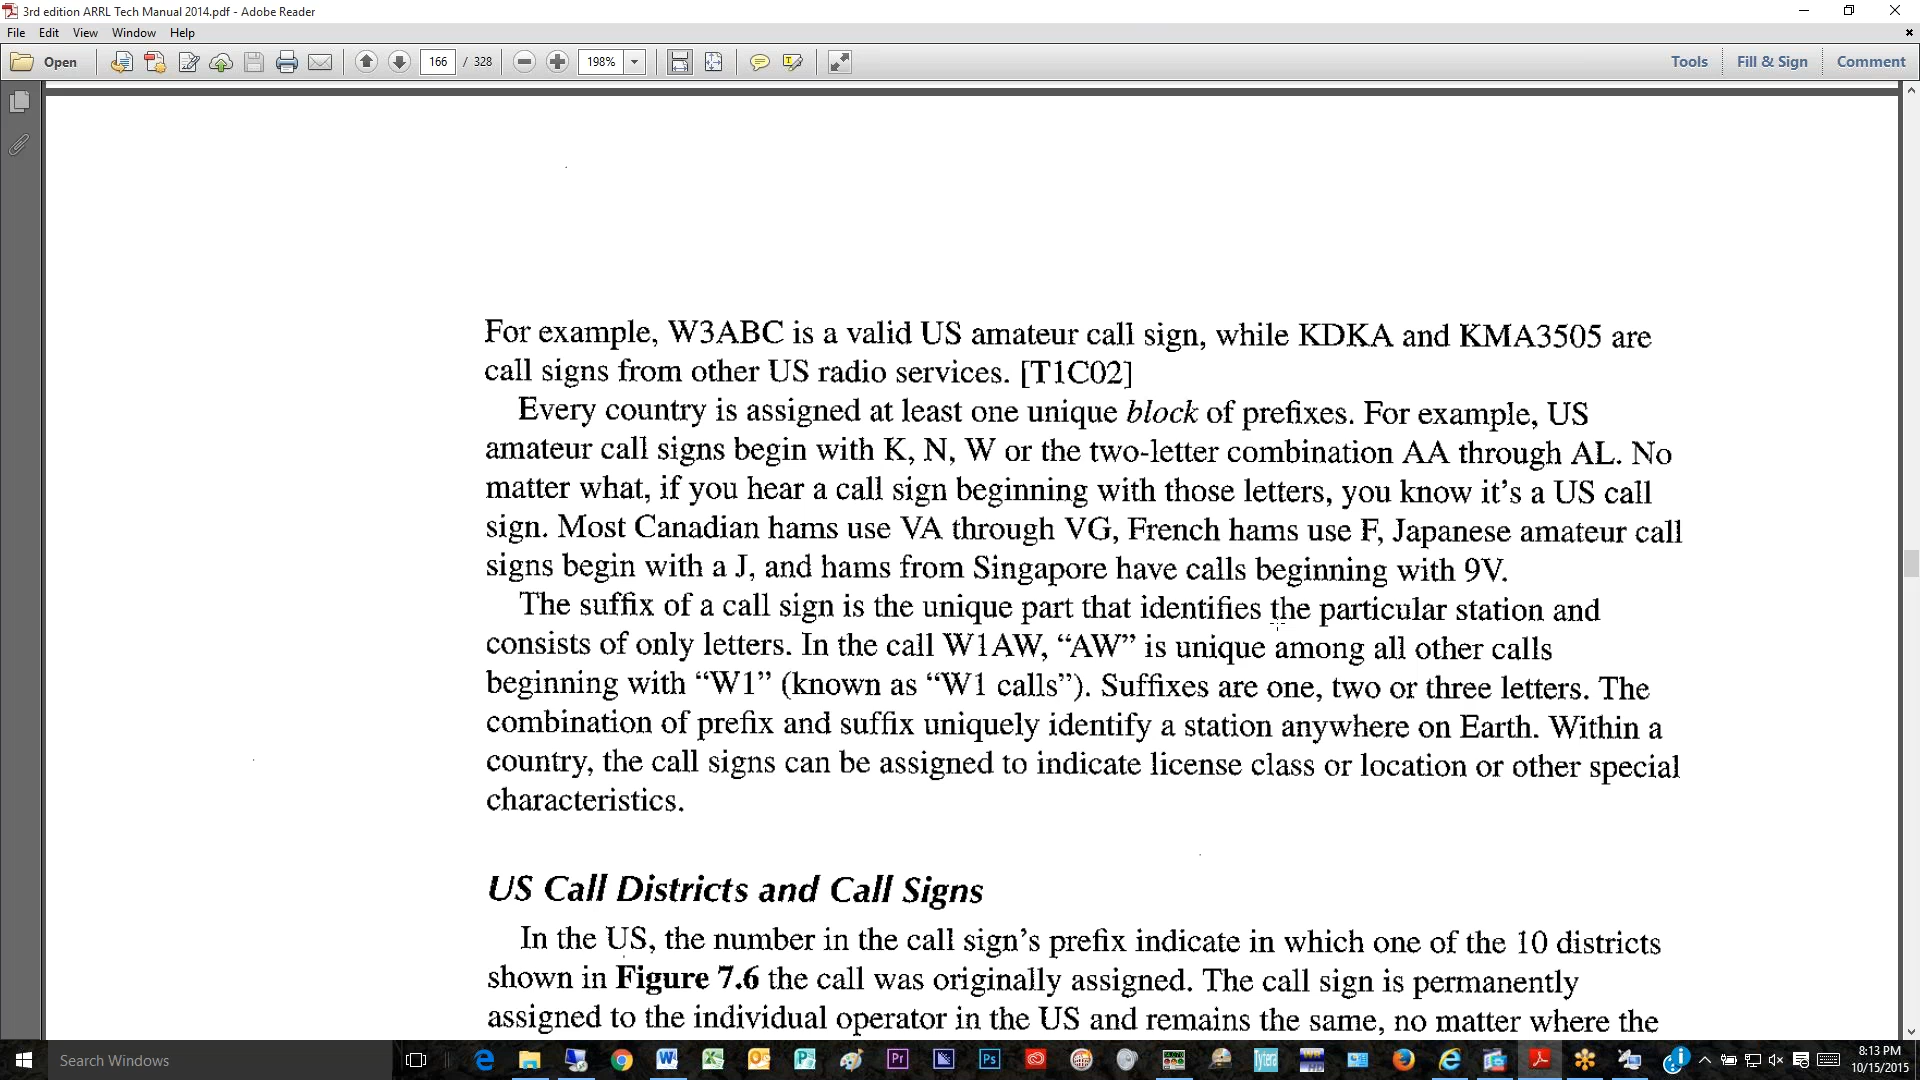 3rd edition ARRL Tech Manual 2014.pdf - Adobe Reader
File Edit View Window Help
Open 166 / 328 198% Tools Fill & Sign Comment
For example, W3ABC is a valid US amateur call sign, while KDKA and KMA3505 are
call signs from other US radio services. [T1C02]
Every country is assigned at least one unique block of prefixes. For example, US
amateur call signs begin with K, N, W or the two-letter combination AA through AL. No
matter what, if you hear a call sign beginning with those letters, you know it’s a US call
sign. Most Canadian hams use VA through VG, French hams use F, Japanese amateur call
signs begin with a J, and hams from Singapore have calls beginning with 9V.
The suffix of a call sign is the unique part that identifies the particular station and
consists of only letters. In the call W1AW, “AW” is unique among all other calls
beginning with “W1” (known as “W1 calls”). Suffixes are one, two or three letters. The
combination of prefix and suffix uniquely identify a station anywhere on Earth. Within a
country, the call signs can be assigned to indicate license class or location or other special
characteristics.
US Call Districts and Call Signs
In the US, the number in the call sign’s prefix indicate in which one of the 10 districts
shown in Figure 7.6 the call was originally assigned. The call sign is permanently
assigned to the individual operator in the US and remains the same, no matter where the
Search Windows
8:13 PM
10/15/2015